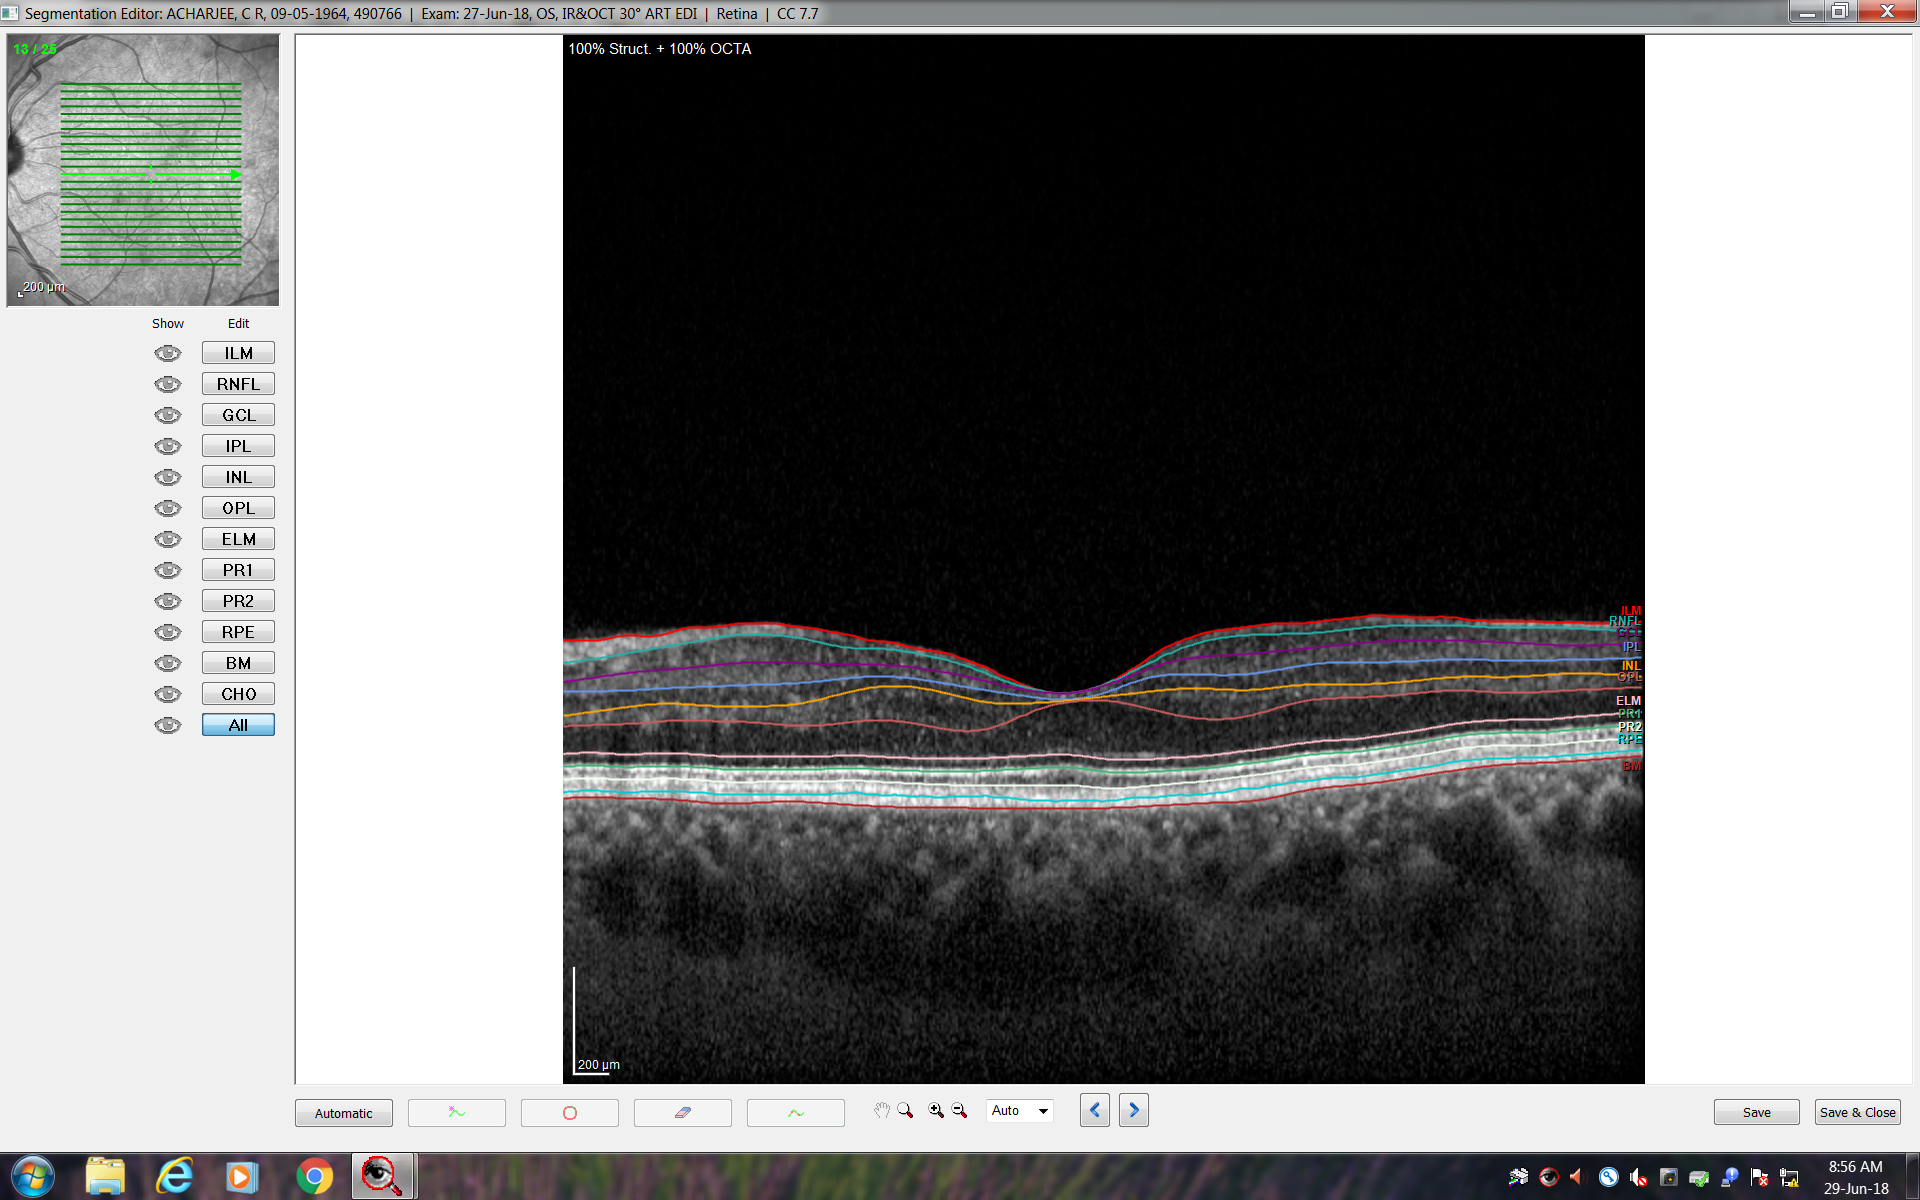 Segmentation Editor: ACHARJEE, C R, 09-05-1964, 490766 | Exam: 27-Jun-18, OS, IR&OCT 30° ART EDI | Retina | CC 7.7
13 / 25
200 µm
100% Struct. + 100% OCTA
Show Edit
ILM
RNFL
GCL
IPL
INL
OPL
ELM
PR1
PR2
RPE
BM
CHO
All
ILM
RNFL
GCL
IPL
INL
OPL
ELM
PR1
PR2
RPE
BM
200 µm
Automatic
Auto
Save
Save & Close
8:56 AM
29-Jun-18